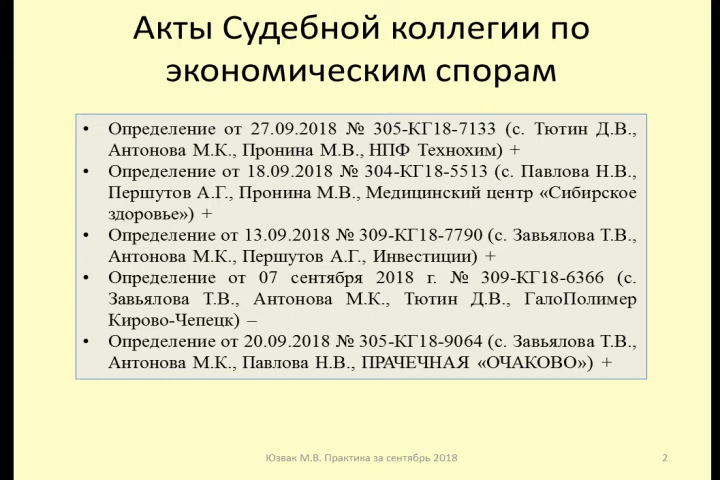 Акты Судебной коллегии по
экономическим спорам
• Определение от 27.09.2018 № 305-КГ18-7133 (с. Тютин Д.В.,
Антонова М.К., Пронина М.В., НПФ Технохим) +
• Определение от 18.09.2018 № 304-КГ18-5513 (с. Павлова Н.В.,
Першутов А.Г., Пронина М.В., Медицинский центр «Сибирское
здоровье») +
• Определение от 13.09.2018 № 309-КГ18-7790 (с. Завьялова Т.В.,
Антонова М.К., Першутов А.Г., Инвестиции) +
• Определение от 07 сентября 2018 г. № 309-КГ18-6366 (с.
Завьялова Т.В., Антонова М.К., Тютин Д.В., ГалоПолимер
Кирово-Чепецк) –
• Определение от 20.09.2018 № 305-КГ18-9064 (с. Завьялова Т.В.,
Антонова М.К., Павлова Н.В., ПРАЧЕЧНАЯ «ОЧАКОВО») +
Юзвак М.В. Практика за сентябрь 2018
2